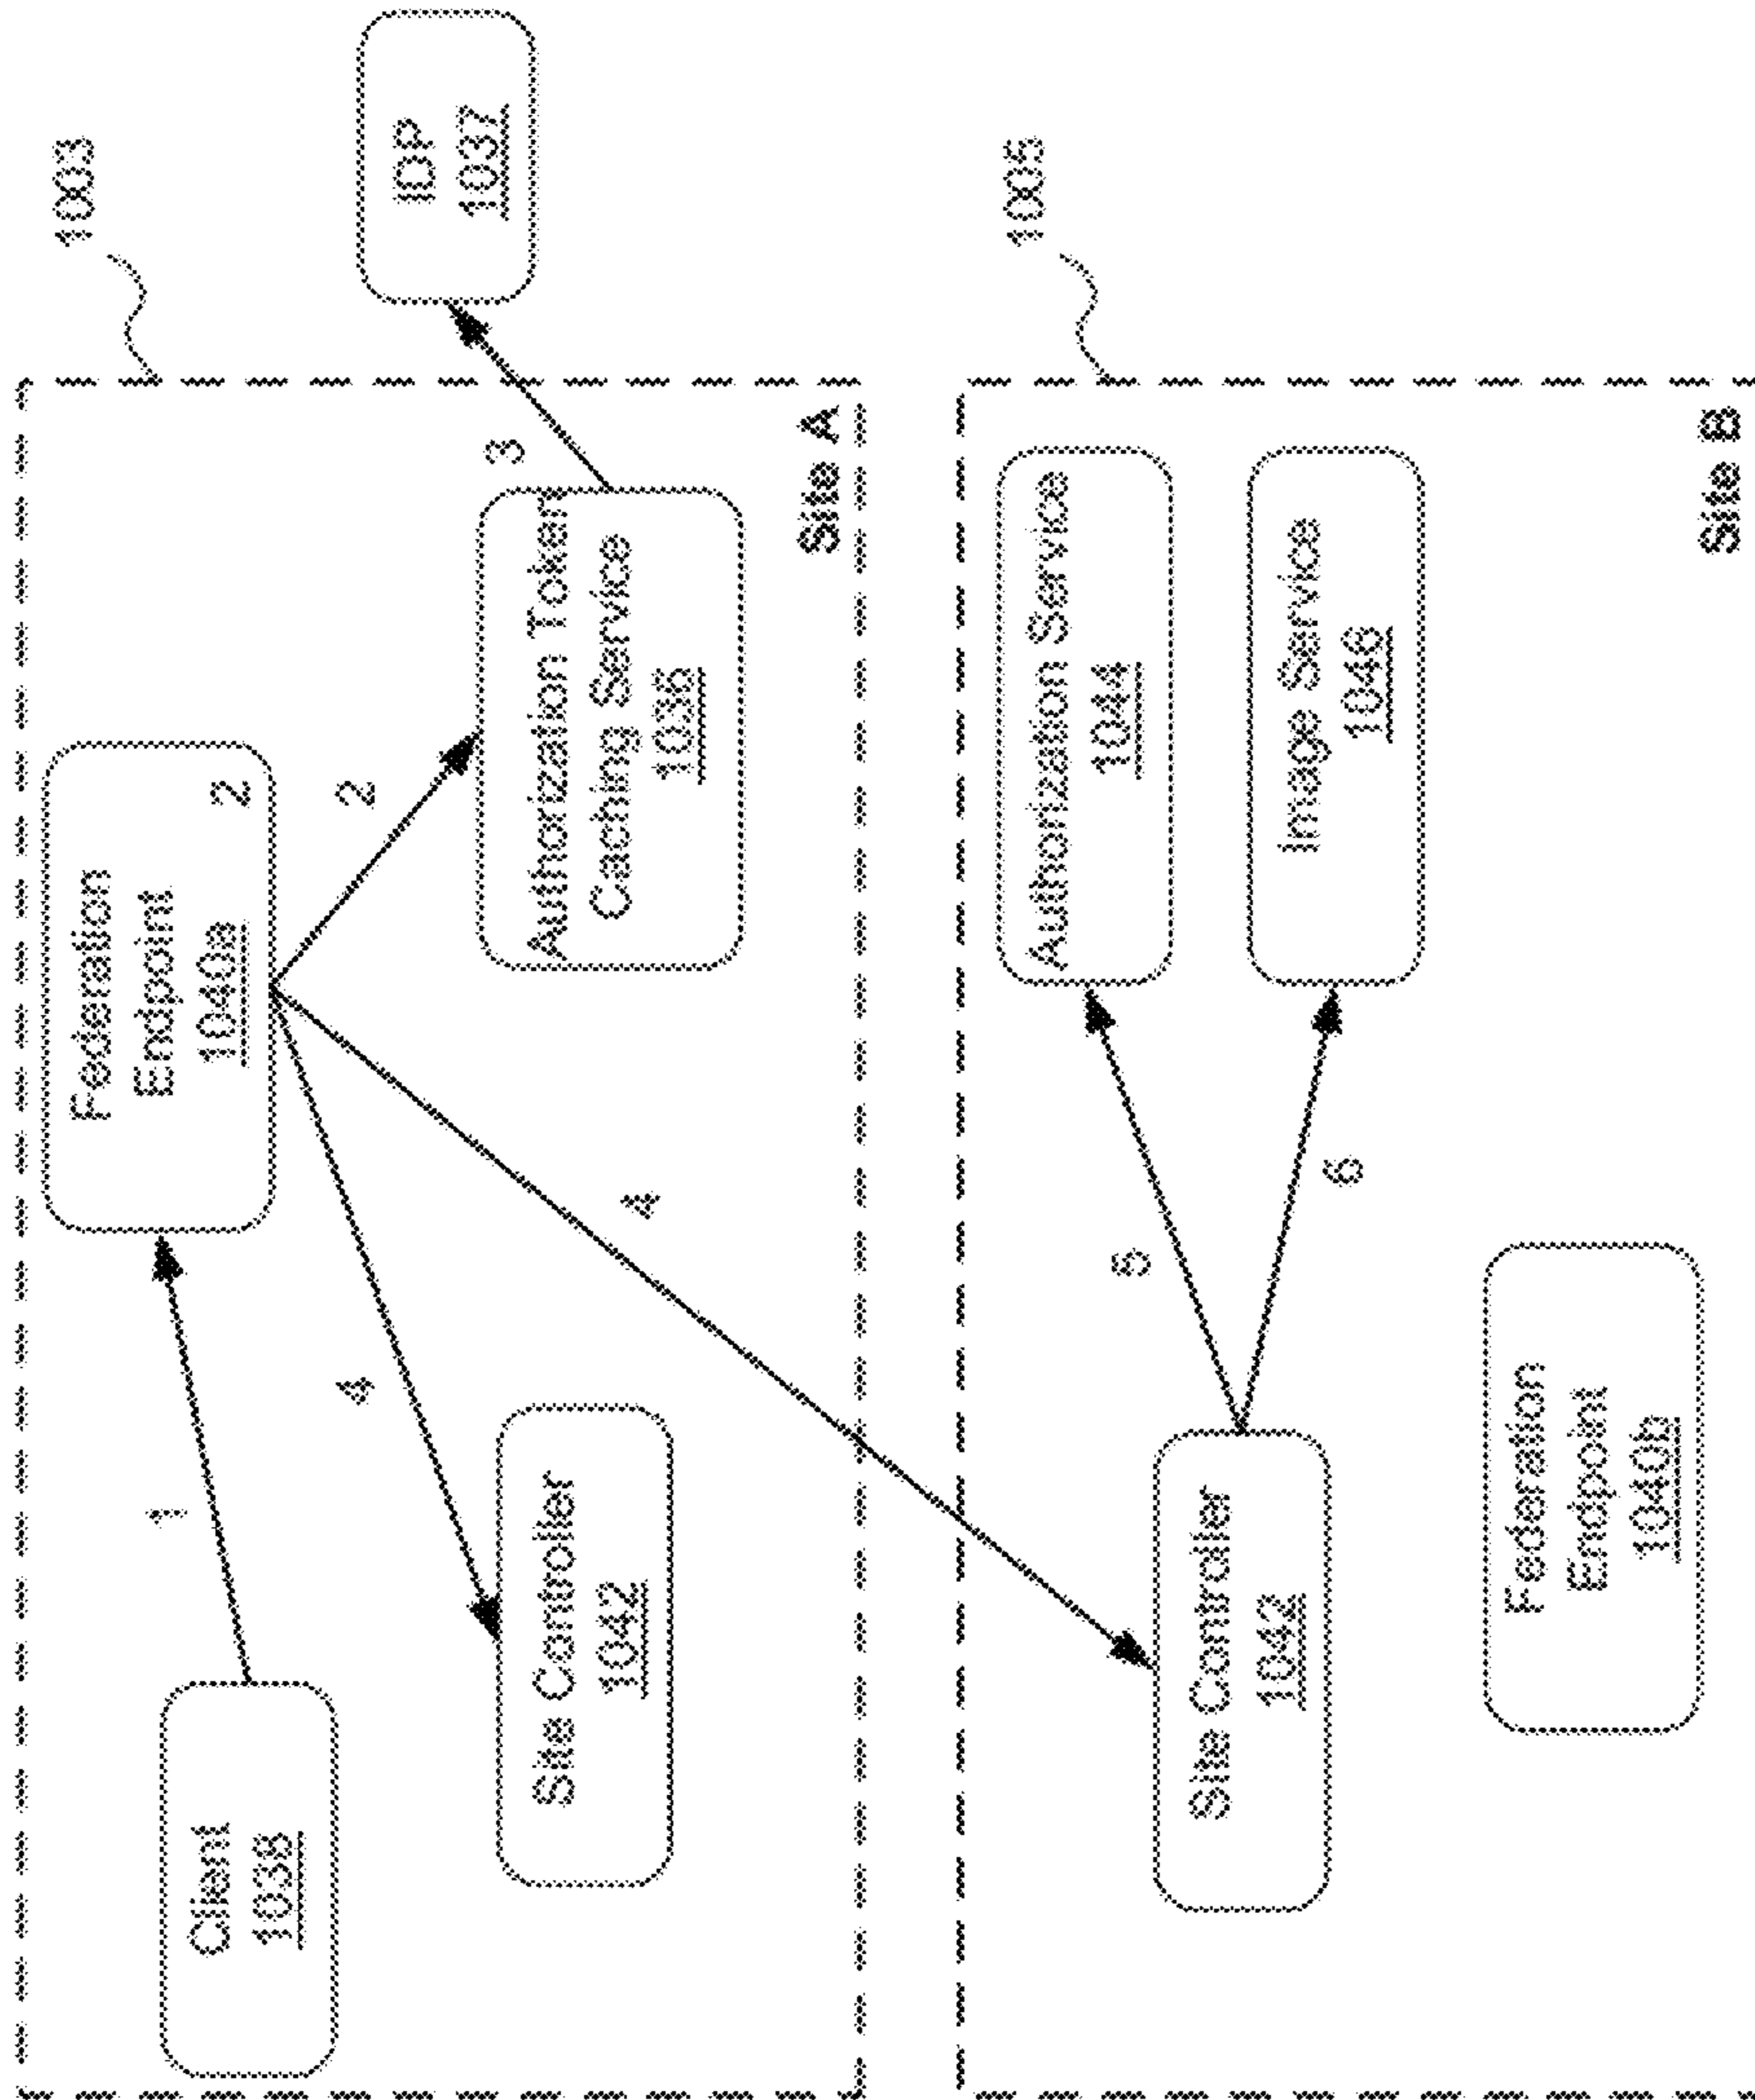 1003
Federation
Endpoint
1040a
2
1
Client
1038
2
4
3
IDP
1037
Authorization Token
Caching Service
1036
Site Controller
1042
4
Site A
1005
Authorization Service
1044
5
Site Controller
1042
6
Image Service
1046
Federation
Endpoint
1040b
Site B